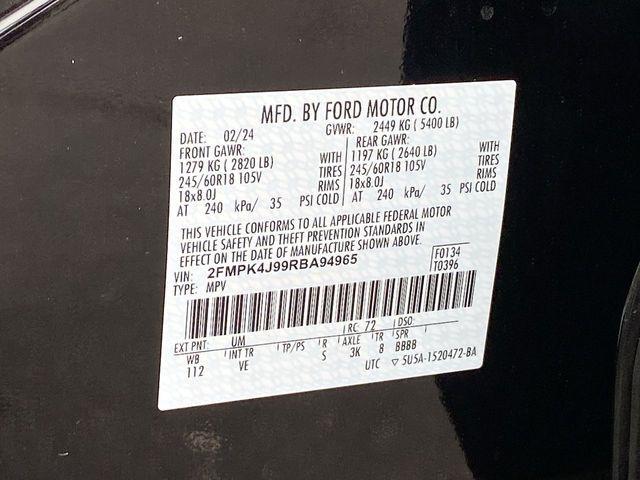 MFD. BY FORD MOTOR CO.
DATE: 02/24 GVWR: 2449 KG ( 5400 LB)
FRONT GAWR: REAR GAWR:
1279 KG ( 2820 LB) WITH 1197 KG ( 2640 LB) WITH
245/60R18 105V TIRES 245/60R18 105V TIRES
18x8.0J RIMS 18x8.0J RIMS
AT 240 kPa/ 35 PSI COLD AT 240 kPa/ 35 PSI COLD
THIS VEHICLE CONFORMS TO ALL APPLICABLE FEDERAL MOTOR
VEHICLE SAFETY AND THEFT PREVENTION STANDARDS IN
EFFECT ON THE DATE OF MANUFACTURE SHOWN ABOVE.
VIN: 2FMPK4J99RBA94965 F0134
TYPE: MPV T0396
EXT PNT: UM RC: 72 DSO:
WB INT TR TP/PS R AXLE TR SPR
112 VE S 3K 8 BBBB
UTC ▽ 5U5A-1520472-BA